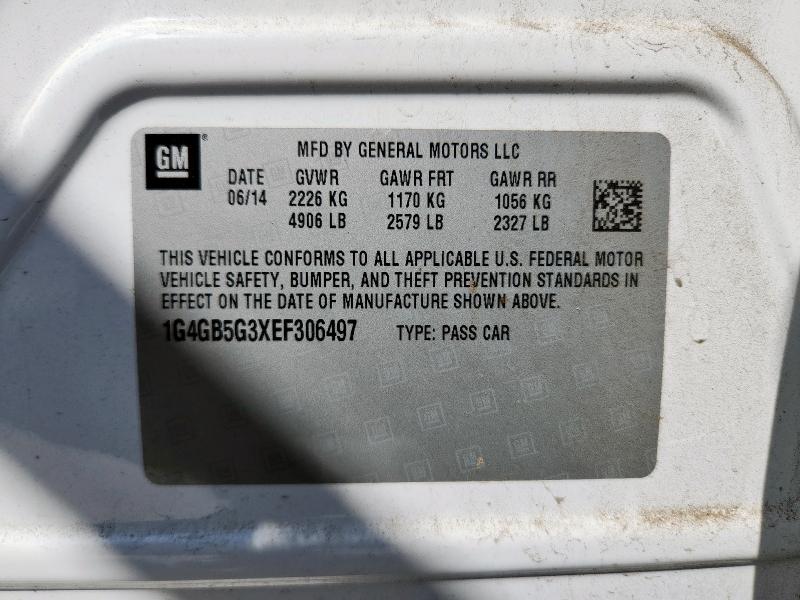 GM ® MFD BY GENERAL MOTORS LLC
DATE GVWR GAWR FRT GAWR RR
06/14 2226 KG 1170 KG 1056 KG
4906 LB 2579 LB 2327 LB
THIS VEHICLE CONFORMS TO ALL APPLICABLE U.S. FEDERAL MOTOR
VEHICLE SAFETY, BUMPER, AND THEFT PREVENTION STANDARDS IN
EFFECT ON THE DATE OF MANUFACTURE SHOWN ABOVE.
1G4GB5G3XEF306497 TYPE: PASS CAR